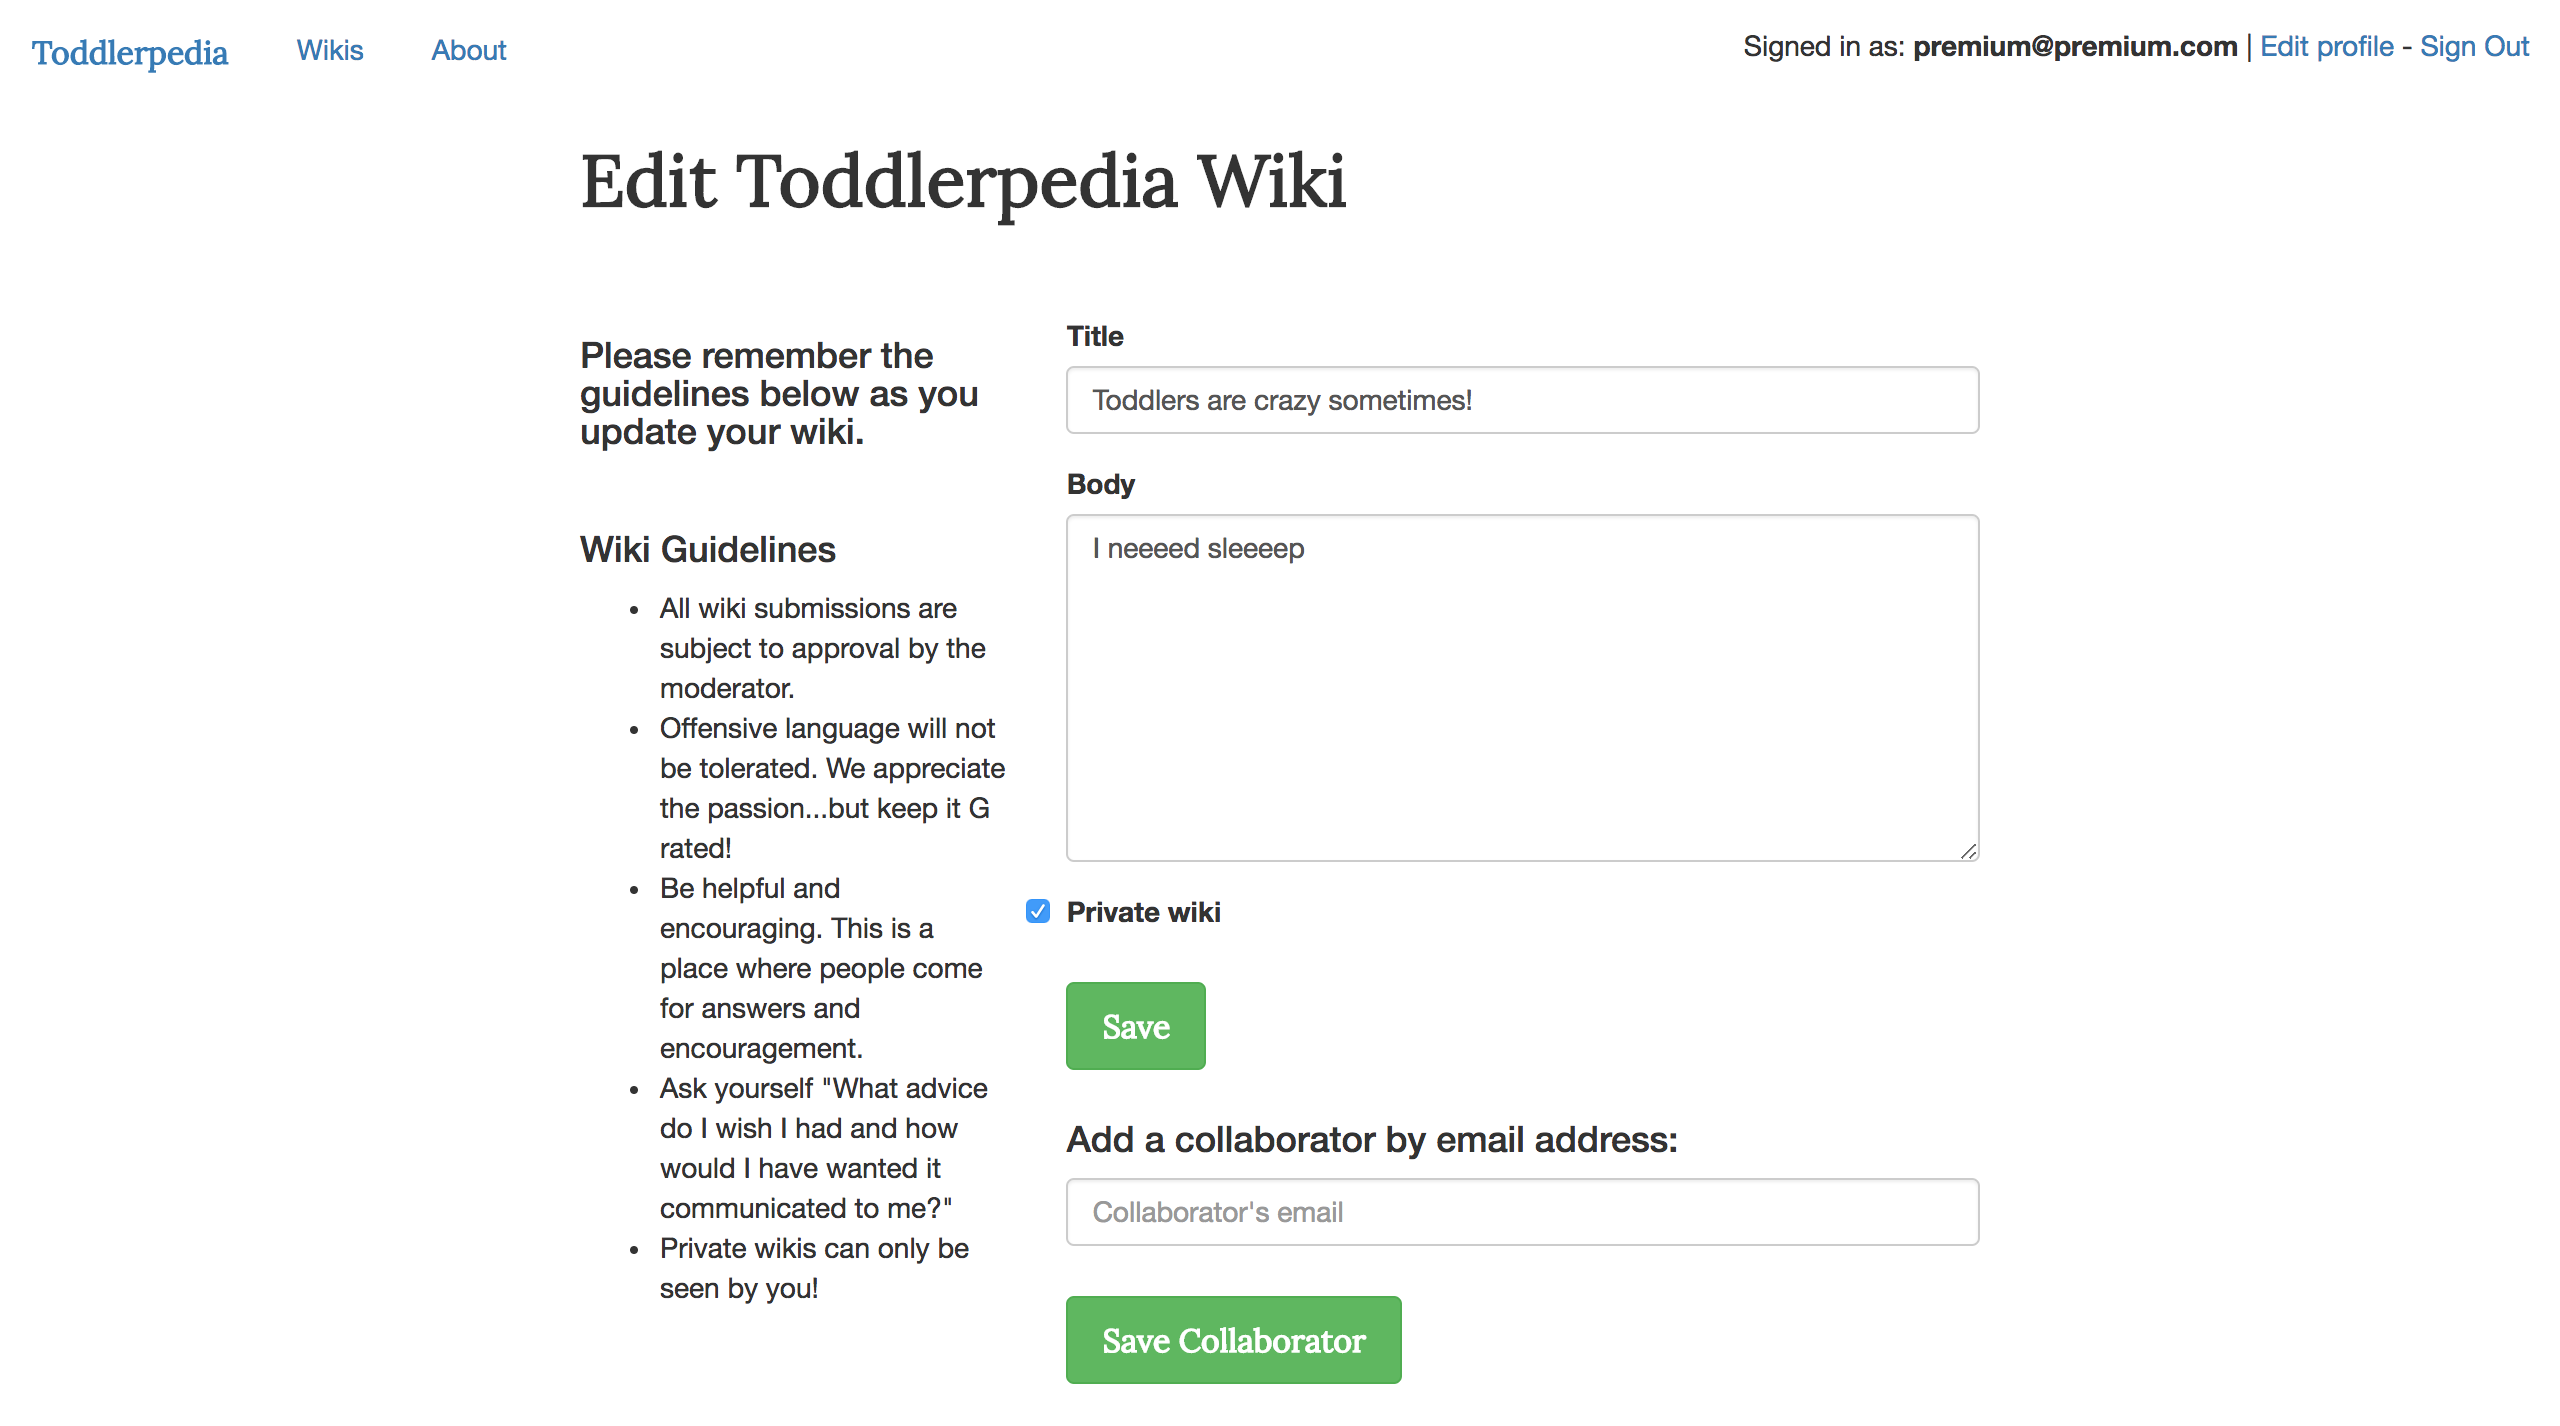 Toddlerpedia Wikis About Signed in as: premium@premium.com | Edit profile - Sign Out
Edit Toddlerpedia Wiki
Please remember the
guidelines below as you
update your wiki.
Wiki Guidelines
• All wiki submissions are
subject to approval by the
moderator.
• Offensive language will not
be tolerated. We appreciate
the passion...but keep it G
rated!
• Be helpful and
encouraging. This is a
place where people come
for answers and
encouragement.
• Ask yourself "What advice
do I wish I had and how
would I have wanted it
communicated to me?"
• Private wikis can only be
seen by you!
Title
Toddlers are crazy sometimes!
Body
I neeeed sleeeep
Private wiki
Save
Add a collaborator by email address:
Collaborator's email
Save Collaborator